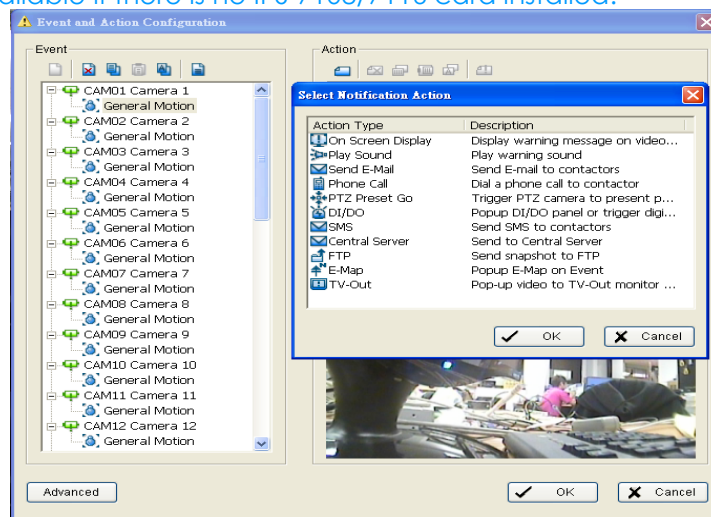 Event and Action Configuration
Event
CAM01 Camera 1
General Motion
CAM02 Camera 2
General Motion
CAM03 Camera 3
General Motion
CAM04 Camera 4
General Motion
CAM05 Camera 5
General Motion
CAM06 Camera 6
General Motion
CAM07 Camera 7
General Motion
CAM08 Camera 8
General Motion
CAM09 Camera 9
General Motion
CAM10 Camera 10
General Motion
CAM11 Camera 11
General Motion
CAM12 Camera 12
General Motion
Action
Select Notification Action
Action Type Description
On Screen Display Display warning message on video...
Play Sound Play warning sound
Send E-Mail Send E-mail to contactors
Phone Call Dial a phone call to contactor
PTZ Preset Go Trigger PTZ camera to present p...
DI/DO Popup DI/DO panel or trigger digi...
SMS Send SMS to contactors
Central Server Send to Central Server
FTP Send snapshot to FTP
E-Map Popup E-Map on Event
TV-Out Pop-up video to TV-Out monitor ...
OK Cancel
Advanced OK Cancel